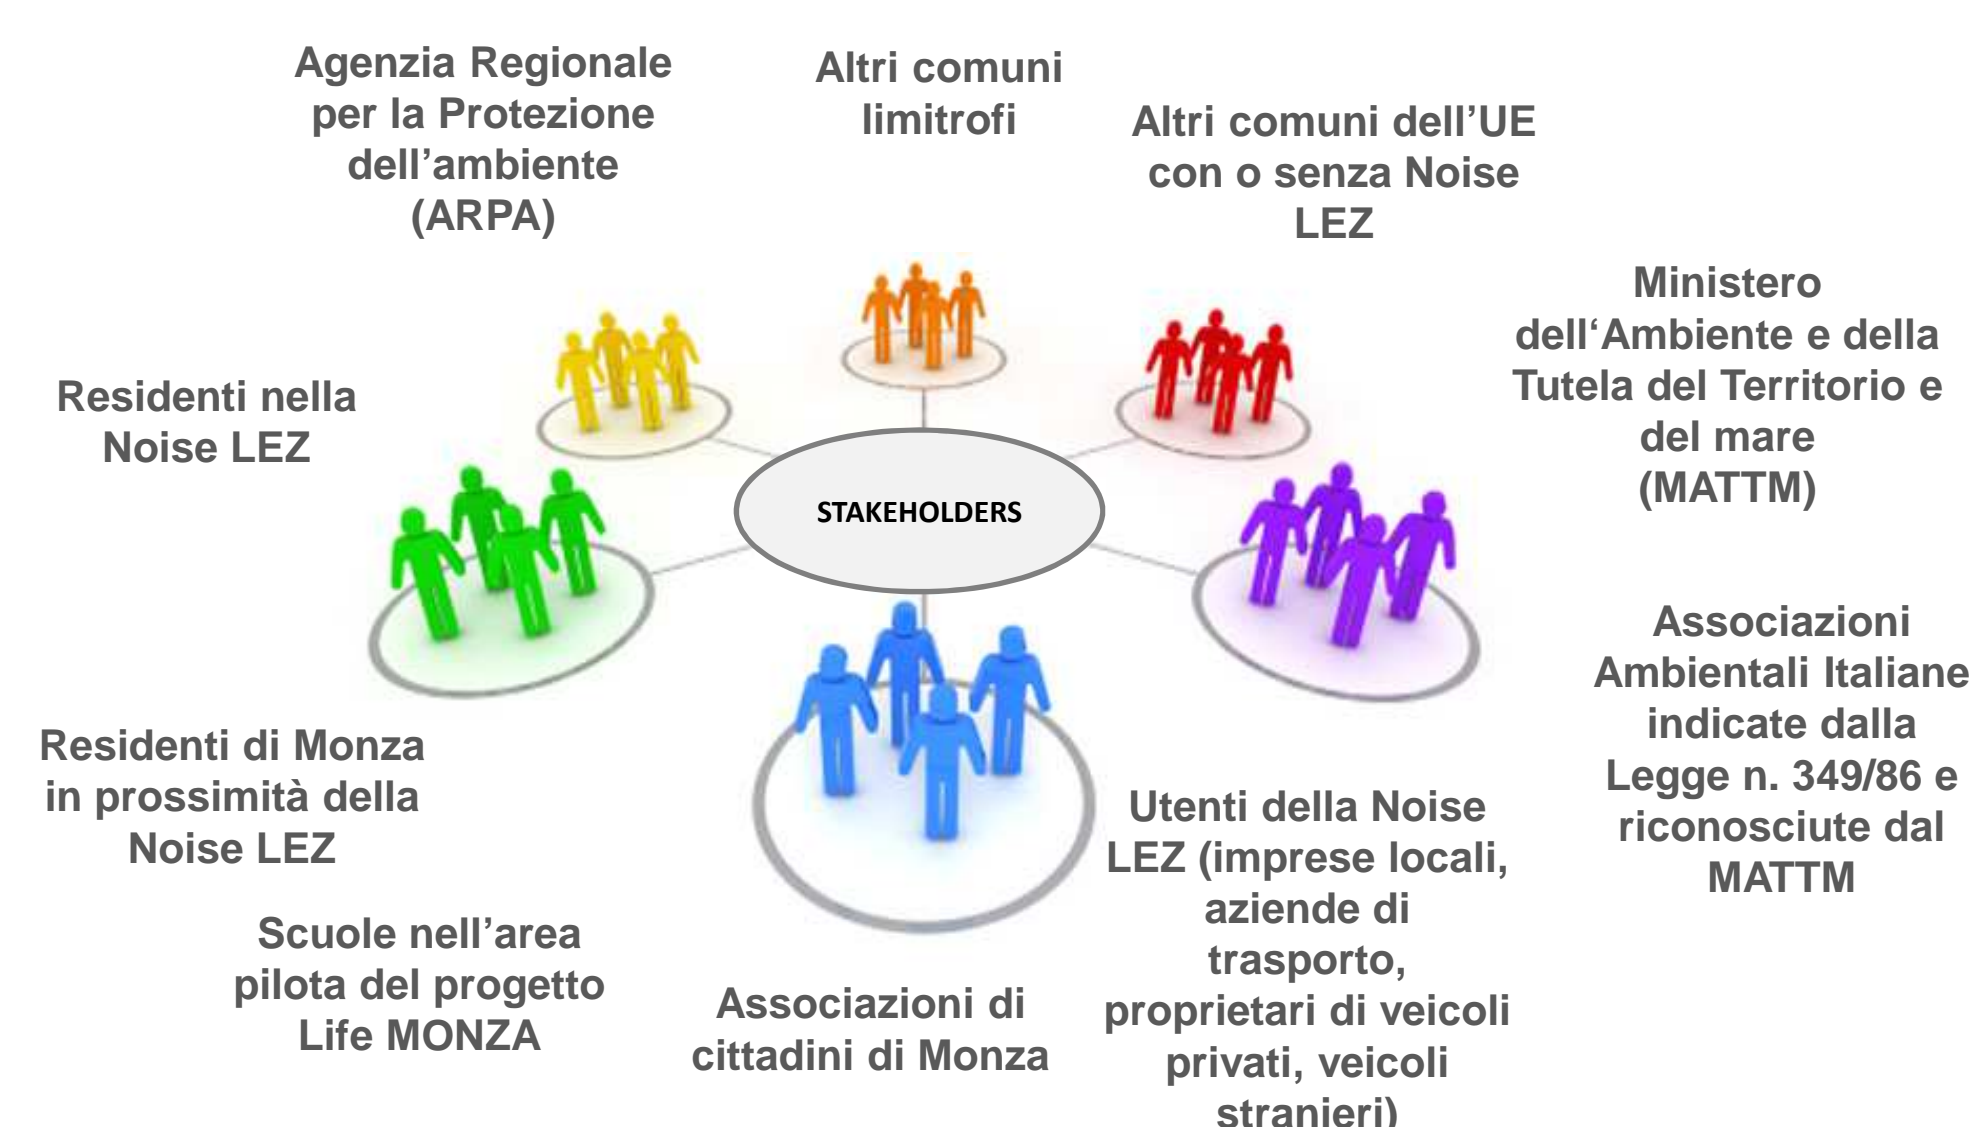 Agenzia Regionale
per la Protezione
dell’ambiente
(ARPA)
Altri comuni
limitrofi
Altri comuni dell’UE
con o senza Noise
LEZ
Ministero
dell‘Ambiente e della
Tutela del Territorio e
del mare
(MATTM)
Residenti nella
Noise LEZ
STAKEHOLDERS
Associazioni
Ambientali Italiane
indicate dalla
Legge n. 349/86 e
riconosciute dal
MATTM
Residenti di Monza
in prossimità della
Noise LEZ
Utenti della Noise
LEZ (imprese locali,
aziende di
trasporto,
proprietari di veicoli
privati, veicoli
stranieri)
Scuole nell’area
pilota del progetto
Life MONZA
Associazioni di
cittadini di Monza